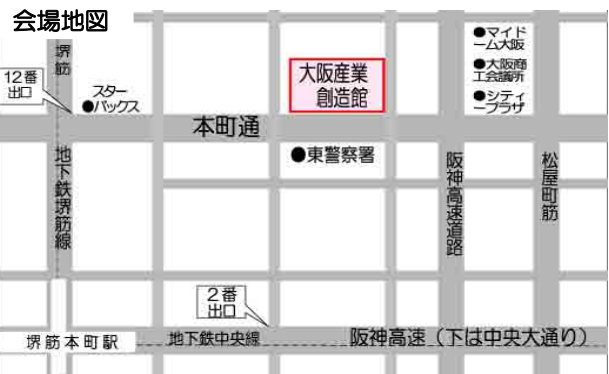 会場地図
堺筋
12番
出口
スター
●バックス
大阪産業
創造館
●マイド
ーム大阪
●大阪商
工会議所
●シティ
ープラザ
本町通
●東警察署
地下鉄堺筋線
阪神高速道路
松屋町筋
2番
出口
堺筋本町駅
地下鉄中央線
阪神高速（下は中央大通り）